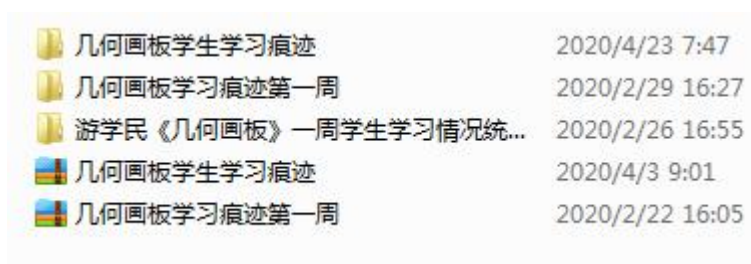 几何画板学生学习痕迹 2020/4/23 7:47
几何画板学习痕迹第一周 2020/2/29 16:27
游学民《几何画板》一周学生学习情况统... 2020/2/26 16:55
几何画板学生学习痕迹 2020/4/3 9:01
几何画板学习痕迹第一周 2020/2/22 16:05